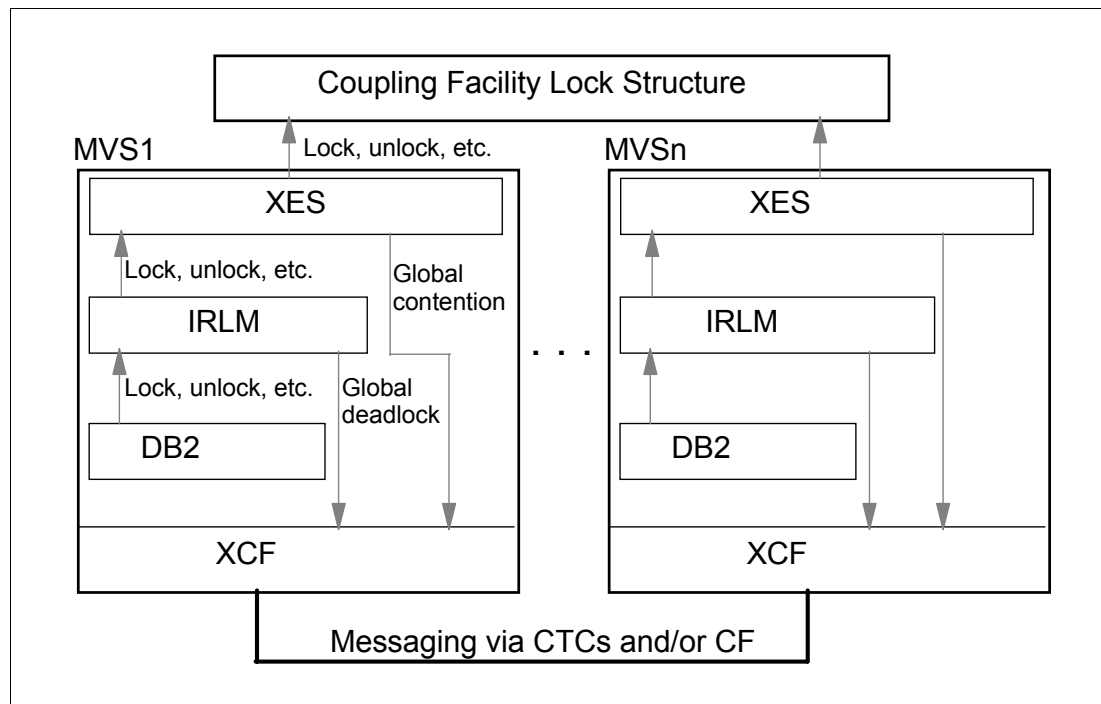 Coupling Facility Lock Structure
MVS1
Lock, unlock, etc.
MVSn
XES
XES
Lock, unlock, etc.
Global
contention
IRLM
IRLM
. . .
Lock, unlock, etc.
Global
deadlock
DB2
DB2
XCF
XCF
Messaging via CTCs and/or CF